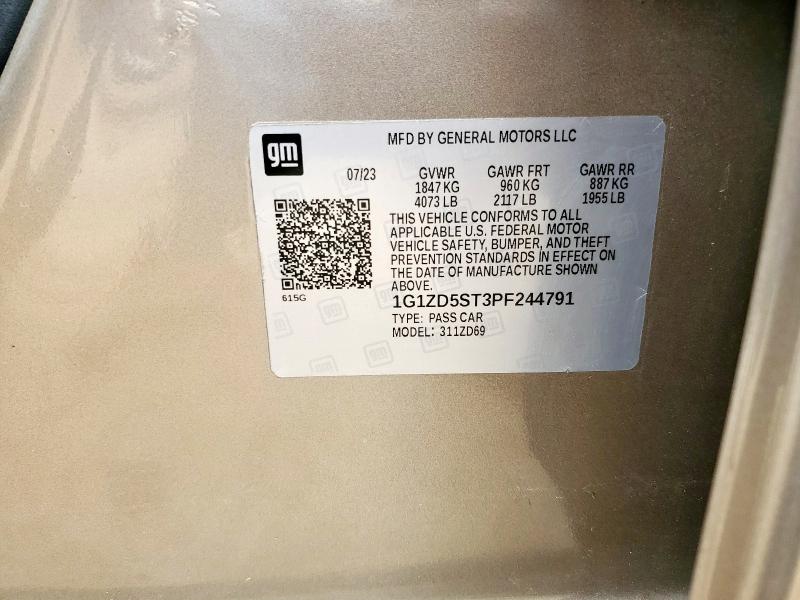 gm
MFD BY GENERAL MOTORS LLC
07/23 GVWR GAWR FRT GAWR RR
1847 KG 960 KG 887 KG
4073 LB 2117 LB 1955 LB
THIS VEHICLE CONFORMS TO ALL
APPLICABLE U.S. FEDERAL MOTOR
VEHICLE SAFETY, BUMPER, AND THEFT
PREVENTION STANDARDS IN EFFECT ON
THE DATE OF MANUFACTURE SHOWN
ABOVE.
615G
1G1ZD5ST3PF244791
TYPE: PASS CAR
MODEL: 311ZD69